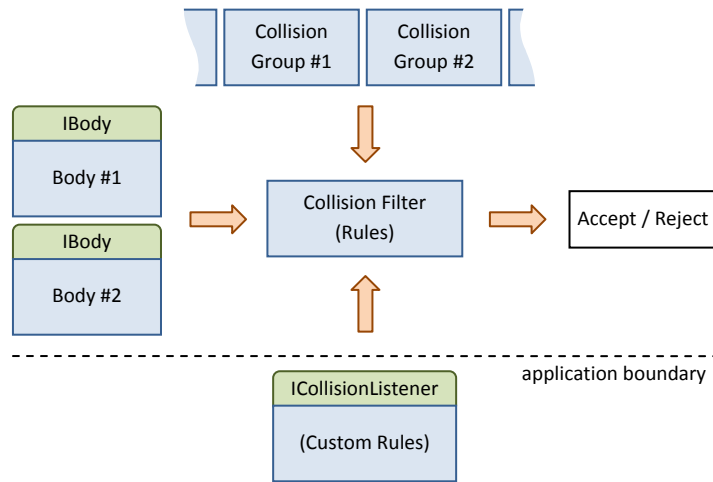 Collision
Group #1
Collision
Group #2
IBody
Body #1
IBody
Body #2
Collision Filter
(Rules)
Accept / Reject
application boundary
ICollisionListener
(Custom Rules)